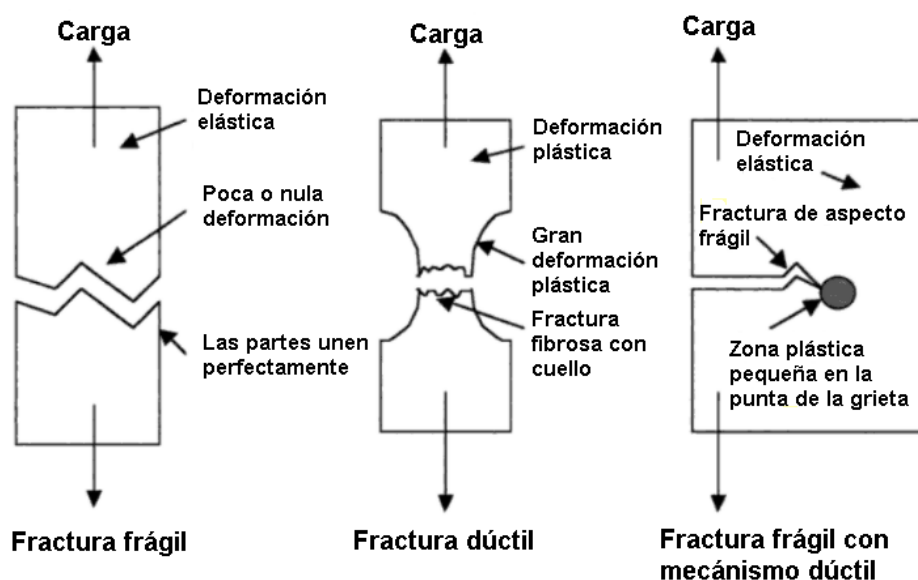 Carga
Deformación
elástica
Poca o nula
deformación
Las partes unen
perfectamente
Fractura frágil
Carga
Deformación
plástica
Gran
deformación
plástica
Fractura
fibrosa con
cuello
Fractura dúctil
Carga
Deformación
elástica
Fractura de aspecto
frágil
Zona plástica
pequeña en la
punta de la grieta
Fractura frágil con
mecánismo dúctil